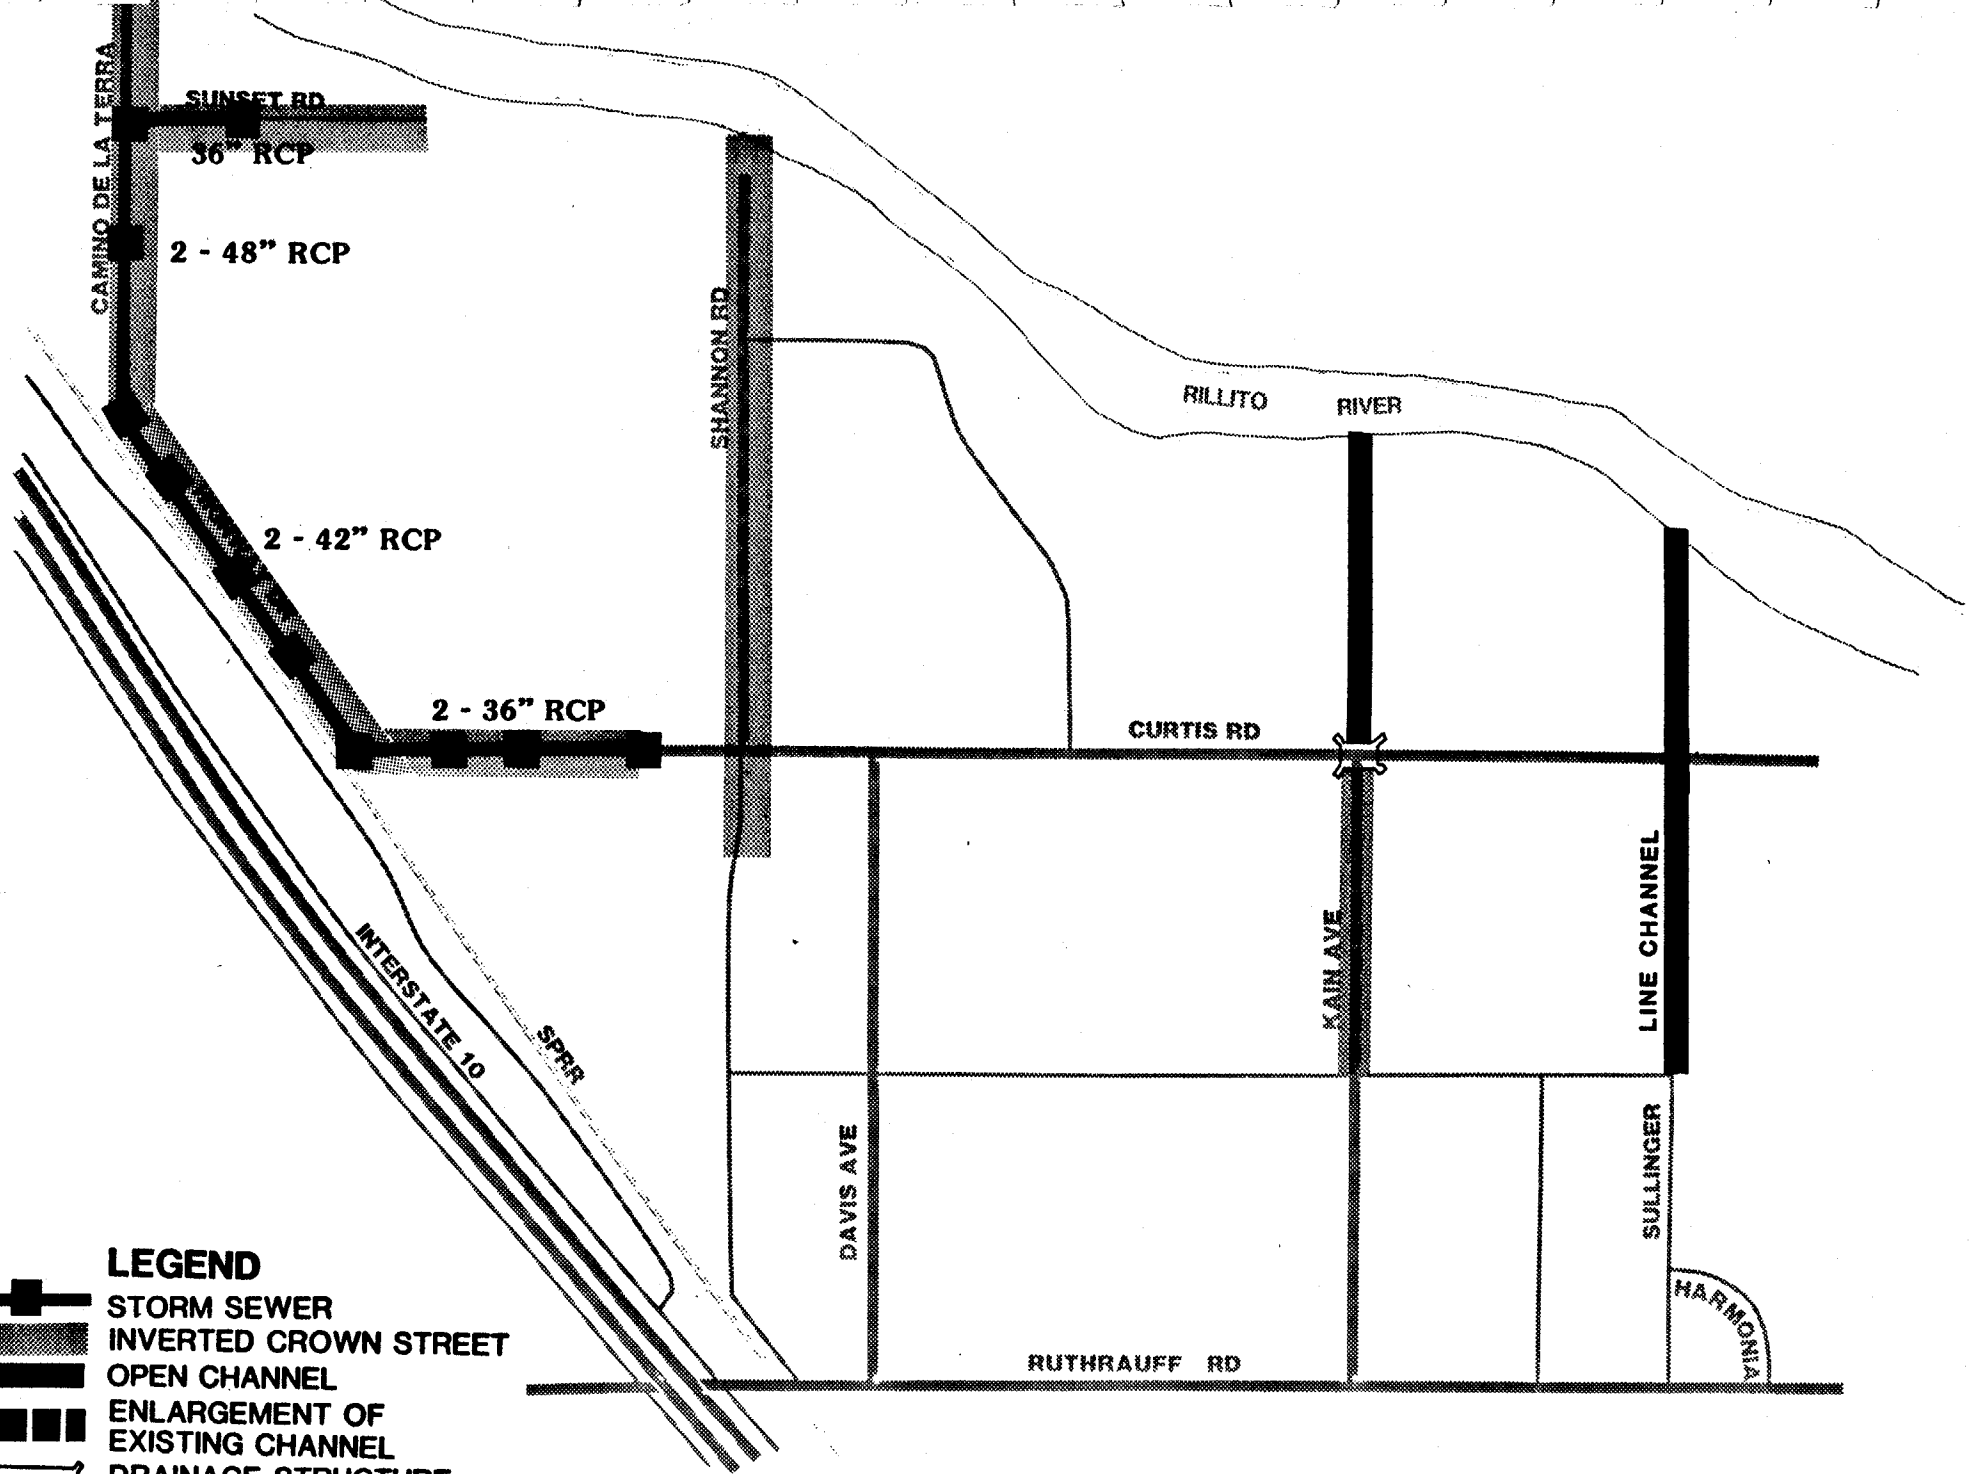 SUNSET RD
36" RCP
CAMINO DE LA TERRA
2 - 48" RCP
SHANNON RD
RILLITO RIVER
2 - 42" RCP
2 - 36" RCP
CURTIS RD
LINE CHANNEL
KAIN AVE
INTERSTATE 10
SPRR
DAVIS AVE
SULLINGER
HARMONIA
RUTHRAUFF RD
LEGEND
STORM SEWER
INVERTED CROWN STREET
OPEN CHANNEL
ENLARGEMENT OF
EXISTING CHANNEL
DRAINAGE STRUCTURE